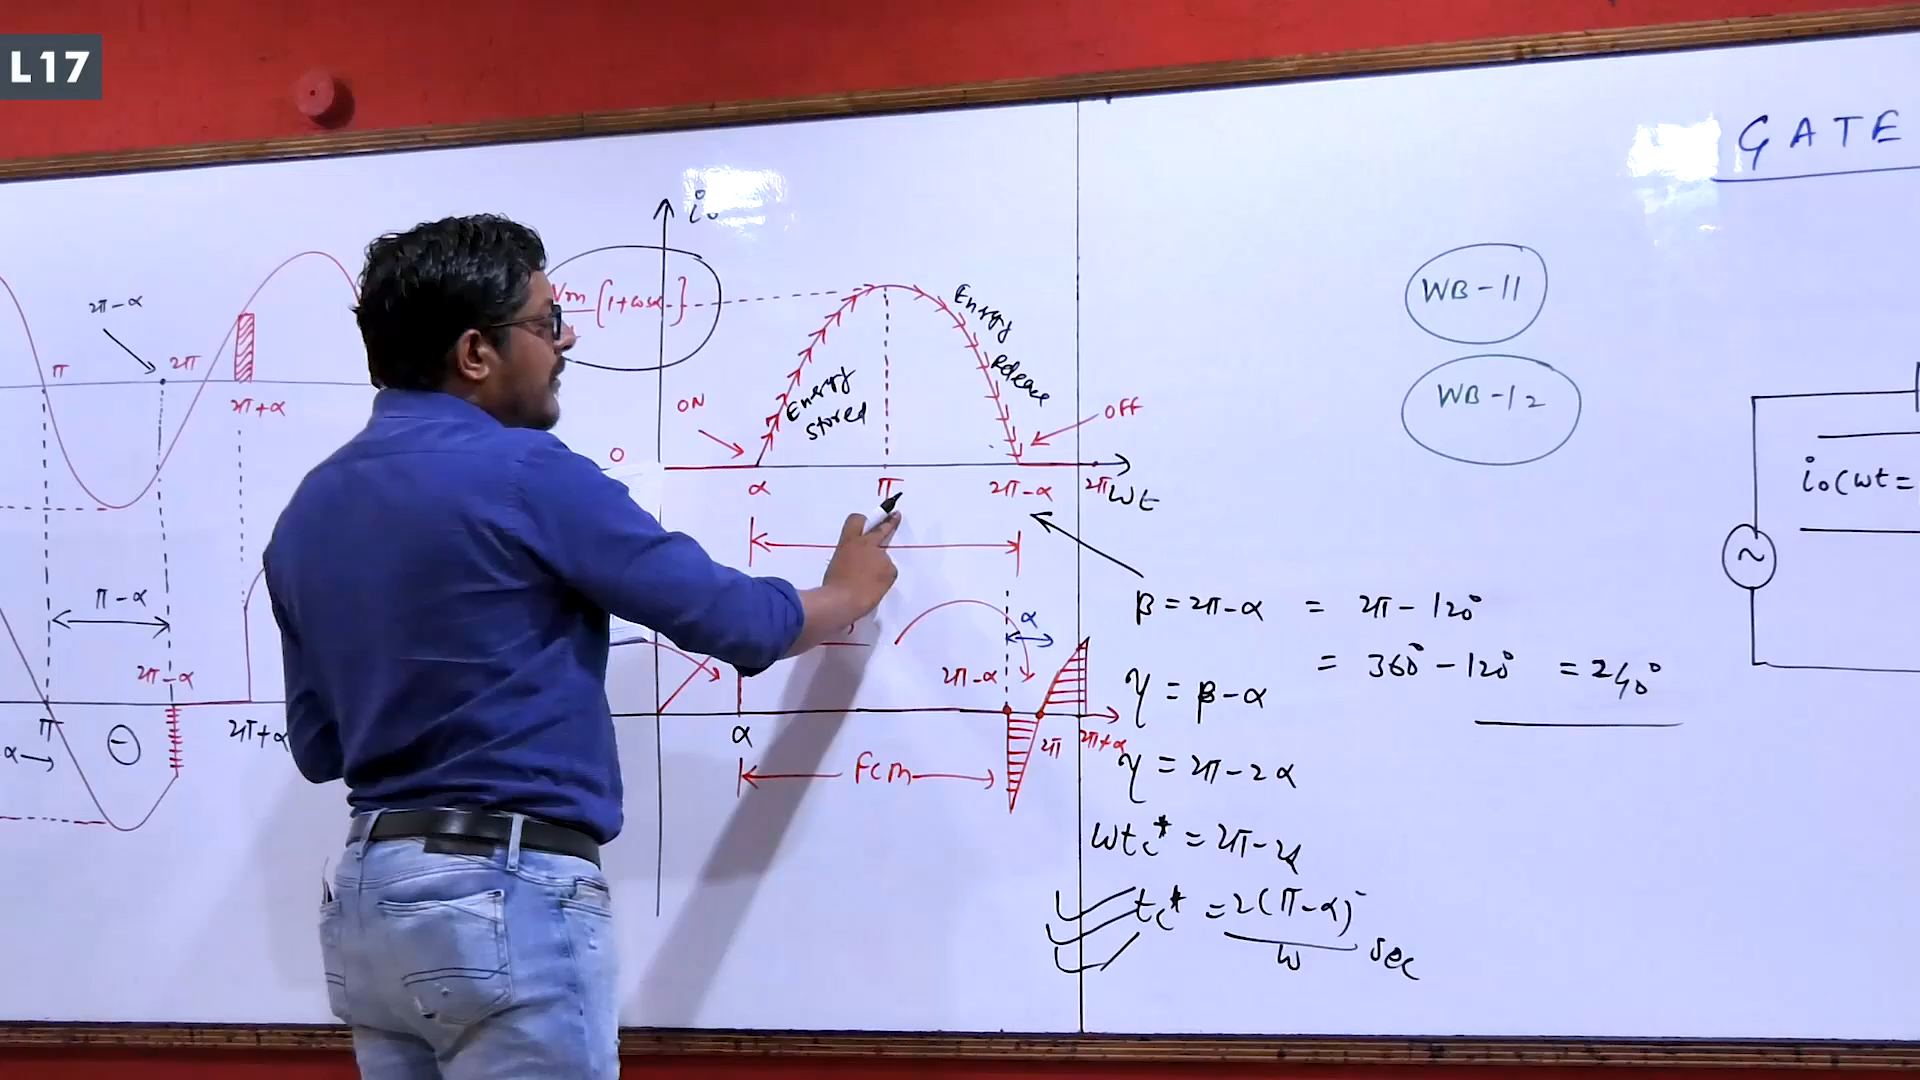 L17
GATE
2π-α
π
2π
2π+α
π-α
2π-α
π
2π+α
α→
i₀
Vm
{1+cosα}
ON
0
α
Energy
Stored
π
Energy
Release
OFF
2π-α
2π
ωt
α
2π-α
α
FCM
2π
2π+α
β = 2π-α = 2π - 120°
= 360° - 120° = 240°
γ = β-α
γ = 2π-2α
ωtc* = 2π-2α
tc* = 2(π-α)
ω
sec
WB-11
WB-12
i₀(ωt=
~